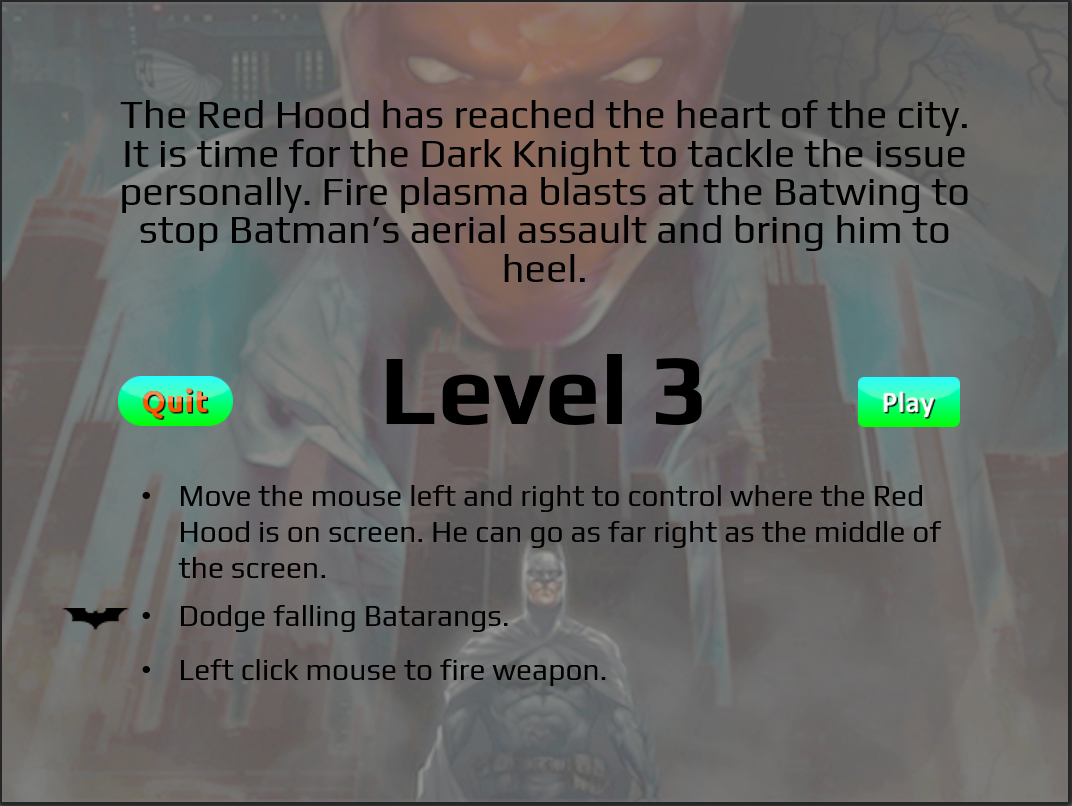 The Red Hood has reached the heart of the city.
It is time for the Dark Knight to tackle the issue
personally. Fire plasma blasts at the Batwing to
stop Batman’s aerial assault and bring him to
heel.
Quit
Level 3
Play
• Move the mouse left and right to control where the Red
Hood is on screen. He can go as far right as the middle of
the screen.
• Dodge falling Batarangs.
• Left click mouse to fire weapon.